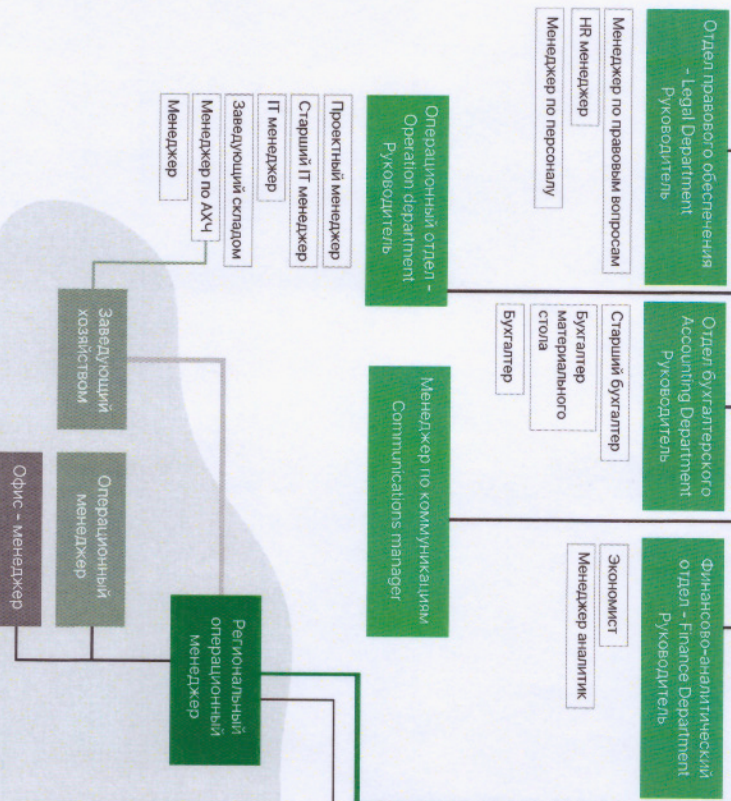 Отдел правового обеспечения
- Legal Department
Руководитель
Менеджер по правовым вопросам
HR менеджер
Менеджер по персоналу
Отдел бухгалтерского
Accounting Department
Руководитель
Старший бухгалтер
Бухгалтер
материального
стола
Бухгалтер
Финансово-аналитический
отдел - Finance Department
Руководитель
Экономист
Менеджер аналитик
Операционный отдел -
Operation department
Руководитель
Проектный менеджер
Старший IT менеджер
IT менеджер
Заведующий складом
Менеджер по АХЧ
Менеджер
Менеджер по коммуникациям
Communications manager
Региональный
операционный
менеджер
Заведующий
хозяйством
Операционный
менеджер
Офис - менеджер